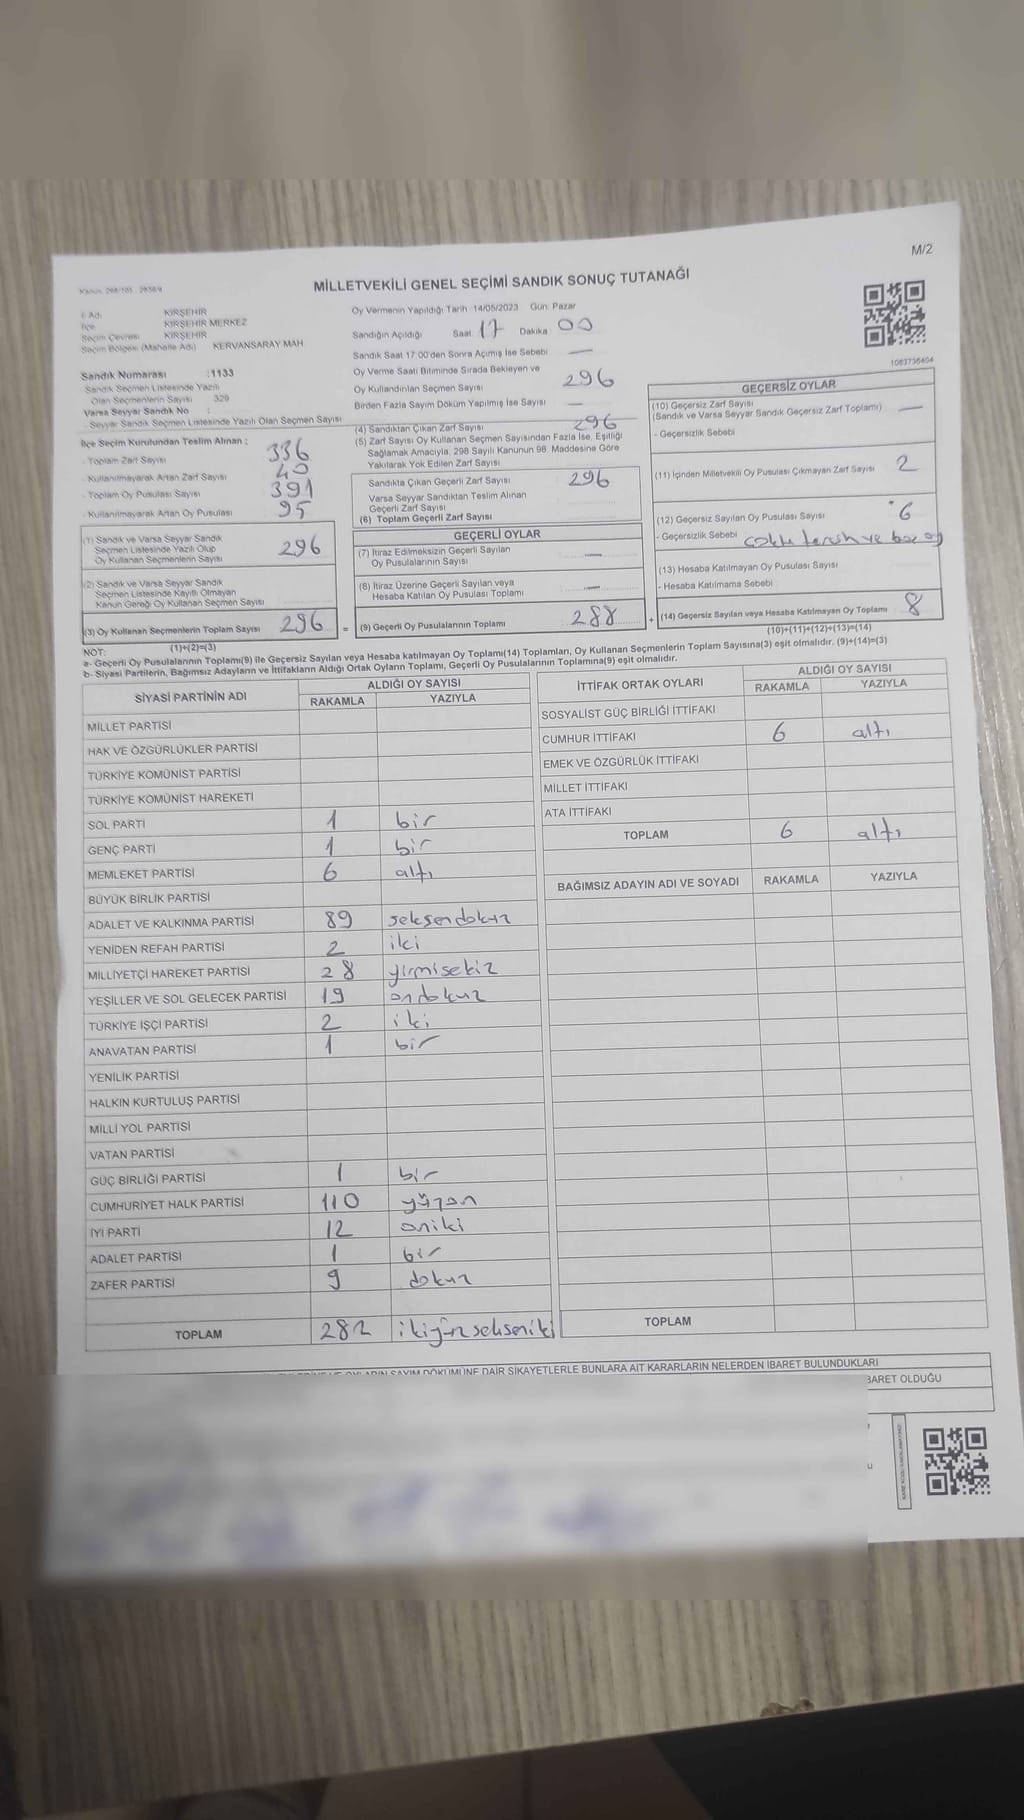 M/2
MİLLETVEKİLİ GENEL SEÇİMİ SANDIK SONUÇ TUTANAĞI
İl Adı KIRŞEHİR
İlçe KIRŞEHİR MERKEZ
Seçim Çevresi KIRŞEHİR
Seçim Bölgesi (Mahalle Adı) KERVANSARAY MAH
Sandık Numarası :1133
Sandık Seçmen Listesinde Yazılı
Olan Seçmenlerin Sayısı 329
Varsa Seyyar Sandık No :
- Seyyar Sandık Seçmen Listesinde Yazılı Olan Seçmen Sayısı
İlçe Seçim Kurulundan Teslim Alınan ;
- Toplam Zarf Sayısı 336
- Kullanılmayarak Artan Zarf Sayısı 40
- Toplam Oy Pusulası Sayısı 391
- Kullanılmayarak Artan Oy Pusulası 95
(1) Sandık ve Varsa Seyyar Sandık
Seçmen Listesinde Yazılı Olup
Oy Kullanan Seçmenlerin Sayısı 296
(2) Sandık ve Varsa Seyyar Sandık
Seçmen Listesinde Kayıtlı Olmayan
Kanun Gereği Oy Kullanan Seçmen Sayısı
(3) Oy Kullanan Seçmenlerin Toplam Sayısı 296
(1)+(2)=(3)
Oy Vermenin Yapıldığı Tarih 14/05/2023 Gün: Pazar
Sandığın Açıldığı Saat: 17 Dakika 00
Sandık Saat 17:00'den Sonra Açılmış İse Sebebi —
Oy Verme Saati Bitiminde Sırada Bekleyen ve
Oy Kullandırılan Seçmen Sayısı 296
Birden Fazla Sayım Döküm Yapılmış İse Sayısı —
(4) Sandıktan Çıkan Zarf Sayısı 296
(5) Zarf Sayısı Oy Kullanan Seçmen Sayısından Fazla İse, Eşitliği
Sağlamak Amacıyla, 298 Sayılı Kanunun 98. Maddesine Göre
Yakılarak Yok Edilen Zarf Sayısı
Sandıkta Çıkan Geçerli Zarf Sayısı 296
Varsa Seyyar Sandıktan Teslim Alınan
Geçerli Zarf Sayısı
(6) Toplam Geçerli Zarf Sayısı
GEÇERLİ OYLAR
(7) İtiraz Edilmeksizin Geçerli Sayılan
Oy Pusulalarının Sayısı —
(8) İtiraz Üzerine Geçerli Sayılan veya
Hesaba Katılan Oy Pusulası Toplamı —
= (9) Geçerli Oy Pusulalarının Toplamı 288
1083736404
GEÇERSİZ OYLAR
(10) Geçersiz Zarf Sayısı
(Sandık ve Varsa Seyyar Sandık Geçersiz Zarf Toplamı) —
- Geçersizlik Sebebi
(11) İçinden Milletvekili Oy Pusulası Çıkmayan Zarf Sayısı 2
(12) Geçersiz Sayılan Oy Pusulası Sayısı 6
- Geçersizlik Sebebi çoklu tercih ve boş oy
(13) Hesaba Katılmayan Oy Pusulası Sayısı
- Hesaba Katılmama Sebebi
+ (14) Geçersiz Sayılan veya Hesaba Katılmayan Oy Toplamı 8
(10)+(11)+(12)+(13)=(14)
NOT:
a- Geçerli Oy Pusulalarının Toplamı(9) ile Geçersiz Sayılan veya Hesaba Katılmayan Oy Toplamı(14) Toplamları, Oy Kullanan Seçmenlerin Toplam Sayısına(3) eşit olmalıdır. (9)+(14)=(3)
b- Siyasi Partilerin, Bağımsız Adayların ve İttifakların Aldığı Ortak Oyların Toplamı, Geçerli Oy Pusulalarının Toplamına(9) eşit olmalıdır.
SİYASİ PARTİNİN ADI ALDIĞI OY SAYISI
RAKAMLA YAZIYLA
MİLLET PARTİSİ
HAK VE ÖZGÜRLÜKLER PARTİSİ
TÜRKİYE KOMÜNİST PARTİSİ
TÜRKİYE KOMÜNİST HAREKETİ
SOL PARTİ 1 bir
GENÇ PARTİ 1 bir
MEMLEKET PARTİSİ 6 altı
BÜYÜK BİRLİK PARTİSİ
ADALET VE KALKINMA PARTİSİ 89 seksendokuz
YENİDEN REFAH PARTİSİ 2 iki
MİLLİYETÇİ HAREKET PARTİSİ 28 yirmisekiz
YEŞİLLER VE SOL GELECEK PARTİSİ 19 ondokuz
TÜRKİYE İŞÇİ PARTİSİ 2 iki
ANAVATAN PARTİSİ 1 bir
YENİLİK PARTİSİ
HALKIN KURTULUŞ PARTİSİ
MİLLİ YOL PARTİSİ
VATAN PARTİSİ
GÜÇ BİRLİĞİ PARTİSİ 1 bir
CUMHURİYET HALK PARTİSİ 110 yüzon
İYİ PARTİ 12 oniki
ADALET PARTİSİ 1 bir
ZAFER PARTİSİ 9 dokuz
TOPLAM 282 ikiyüzsekseniki
İTTİFAK ORTAK OYLARI ALDIĞI OY SAYISI
RAKAMLA YAZIYLA
SOSYALİST GÜÇ BİRLİĞİ İTTİFAKI
CUMHUR İTTİFAKI 6 altı
EMEK VE ÖZGÜRLÜK İTTİFAKI
MİLLET İTTİFAKI
ATA İTTİFAKI
TOPLAM 6 altı
BAĞIMSIZ ADAYIN ADI VE SOYADI RAKAMLA YAZIYLA
TOPLAM
SAYIM DÖKÜMÜNE DAİR ŞİKAYETLERLE BUNLARA AİT KARARLARIN NELERDEN İBARET BULUNDUKLARI
İBARET OLDUĞU